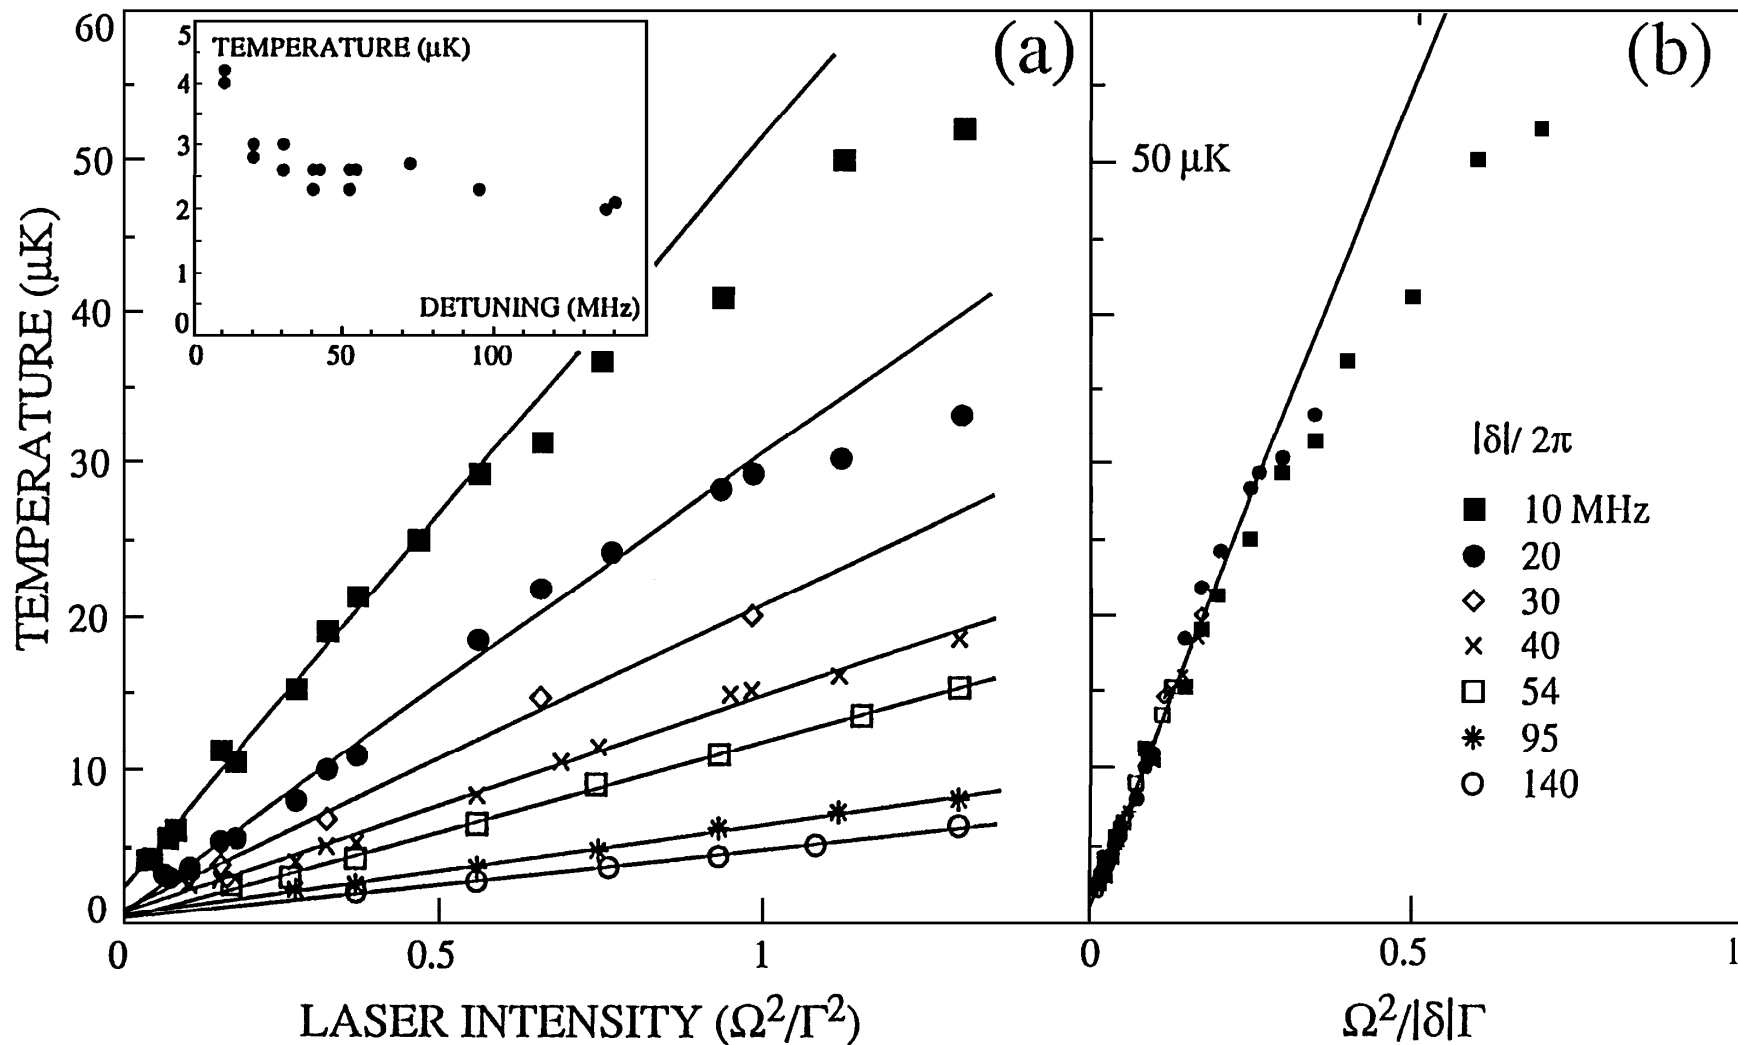 60
50
40
30
20
10
0
TEMPERATURE (μK)
5
4
3
2
1
0
TEMPERATURE (μK)
DETUNING (MHz)
0 50 100
(a)
0 0.5 1
LASER INTENSITY (Ω²/Γ²)
(b)
50 μK
|δ|/ 2π
10 MHz
20
30
40
54
95
140
0 0.5 1
Ω²/|δ|Γ